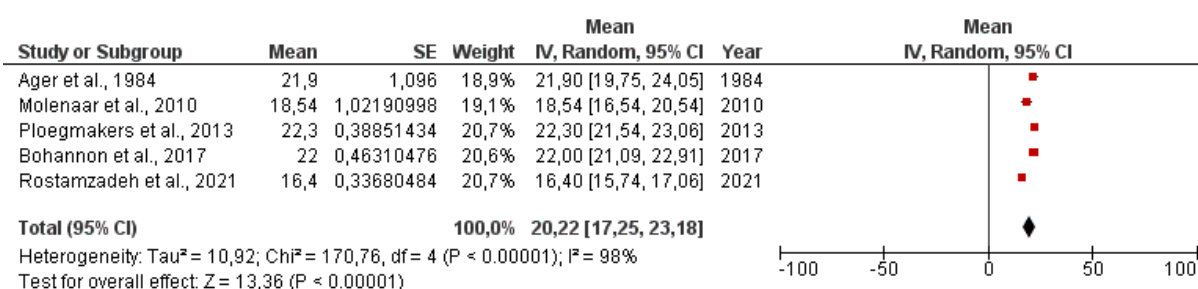 Mean Mean
Study or Subgroup Mean SE Weight IV, Random, 95% CI Year IV, Random, 95% CI
Ager et al., 1984 21,9 1,096 18,9% 21,90 [19,75, 24,05] 1984
Molenaar et al., 2010 18,54 1,02190998 19,1% 18,54 [16,54, 20,54] 2010
Ploegmakers et al., 2013 22,3 0,38851434 20,7% 22,30 [21,54, 23,06] 2013
Bohannon et al., 2017 22 0,46310476 20,6% 22,00 [21,09, 22,91] 2017
Rostamzadeh et al., 2021 16,4 0,33680484 20,7% 16,40 [15,74, 17,06] 2021
Total (95% CI) 100,0% 20,22 [17,25, 23,18]
Heterogeneity: Tau² = 10,92; Chi² = 170,76, df = 4 (P < 0.00001); I² = 98%
-100 -50 0 50 100
Test for overall effect: Z = 13,36 (P < 0.00001)